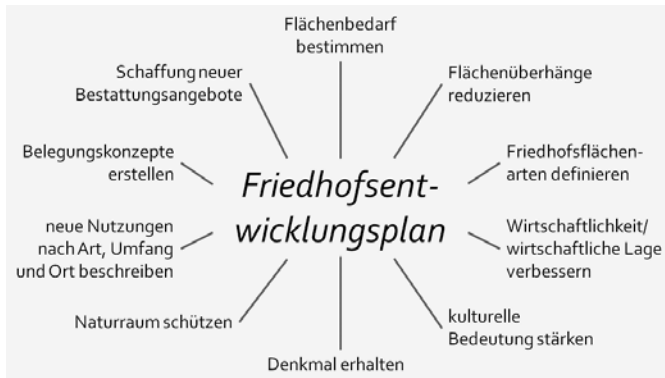 Flächenbedarf
bestimmen
Schaffung neuer
Bestattungsangebote
Flächenüberhänge
reduzieren
Belegungskonzepte
erstellen
Friedhofsflächen-
arten definieren
Friedhofsent-
wicklungsplan
neue Nutzungen
nach Art, Umfang
und Ort beschreiben
Wirtschaftlichkeit/
wirtschaftliche Lage
verbessern
Naturraum schützen
kulturelle
Bedeutung stärken
Denkmal erhalten